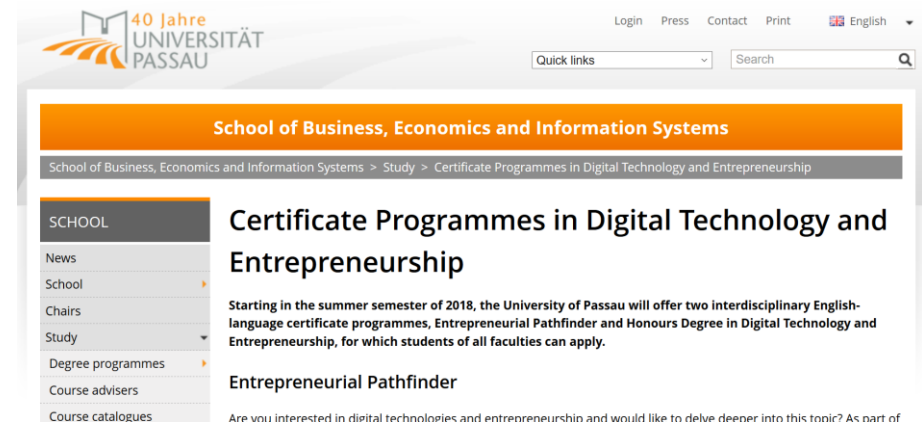 40 Jahre
UNIVERSITÄT
PASSAU
Login Press Contact Print English
Quick links Search
School of Business, Economics and Information Systems
School of Business, Economics and Information Systems > Study > Certificate Programmes in Digital Technology and Entrepreneurship
SCHOOL
News
School
Chairs
Study
Degree programmes
Course advisers
Course catalogues
Certificate Programmes in Digital Technology and
Entrepreneurship
Starting in the summer semester of 2018, the University of Passau will offer two interdisciplinary English-
language certificate programmes, Entrepreneurial Pathfinder and Honours Degree in Digital Technology and
Entrepreneurship, for which students of all faculties can apply.
Entrepreneurial Pathfinder
Are you interested in digital technologies and entrepreneurship and would like to delve deeper into this topic? As part of